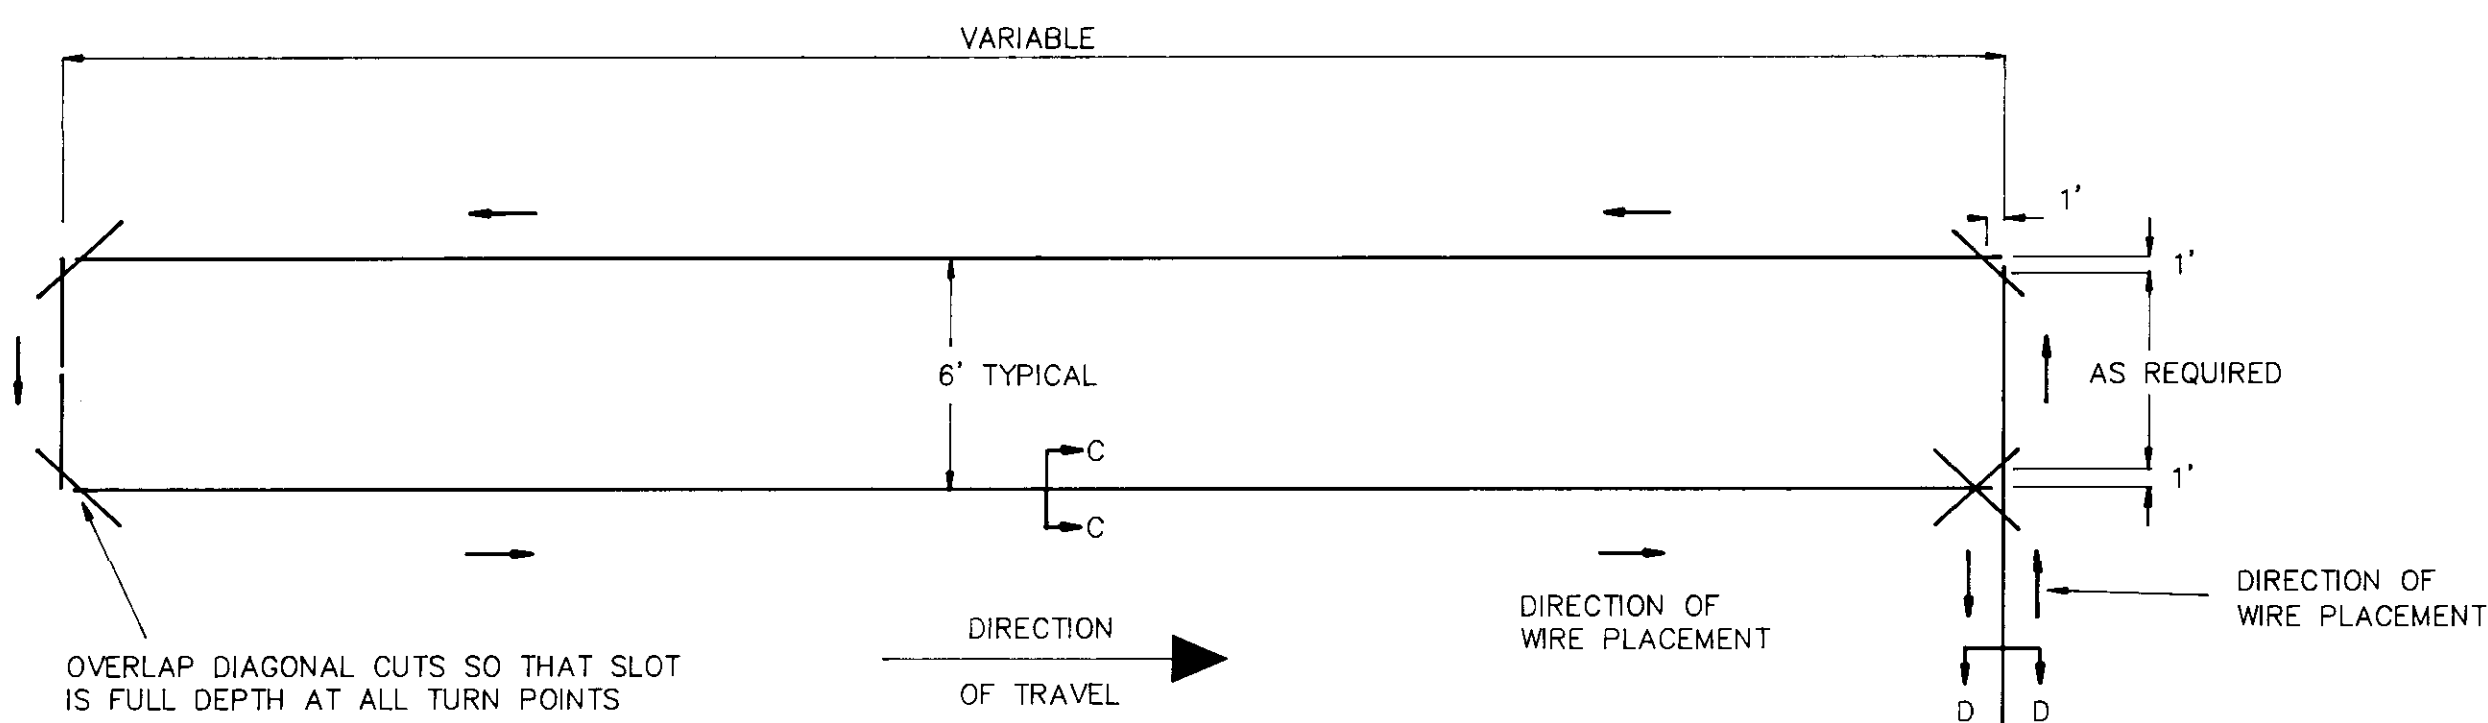 VARIABLE
1'
1'
6' TYPICAL
AS REQUIRED
C
1'
C
DIRECTION OF
WIRE PLACEMENT
DIRECTION OF
WIRE PLACEMENT
DIRECTION
OF TRAVEL
OVERLAP DIAGONAL CUTS SO THAT SLOT
IS FULL DEPTH AT ALL TURN POINTS
D D